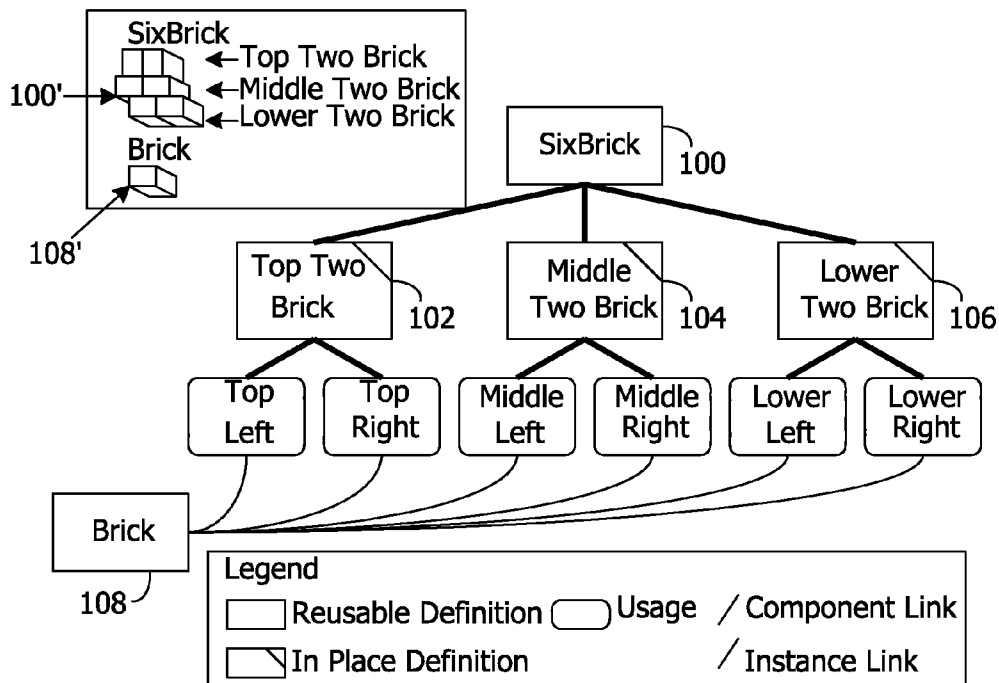 SixBrick
Top Two Brick
Middle Two Brick
Lower Two Brick
100'
Brick
108'
SixBrick
100
Top Two
Brick
102
Middle
Two Brick
104
Lower
Two Brick
106
Top
Left
Top
Right
Middle
Left
Middle
Right
Lower
Left
Lower
Right
Brick
108
Legend
Reusable Definition
Usage
Component Link
In Place Definition
Instance Link